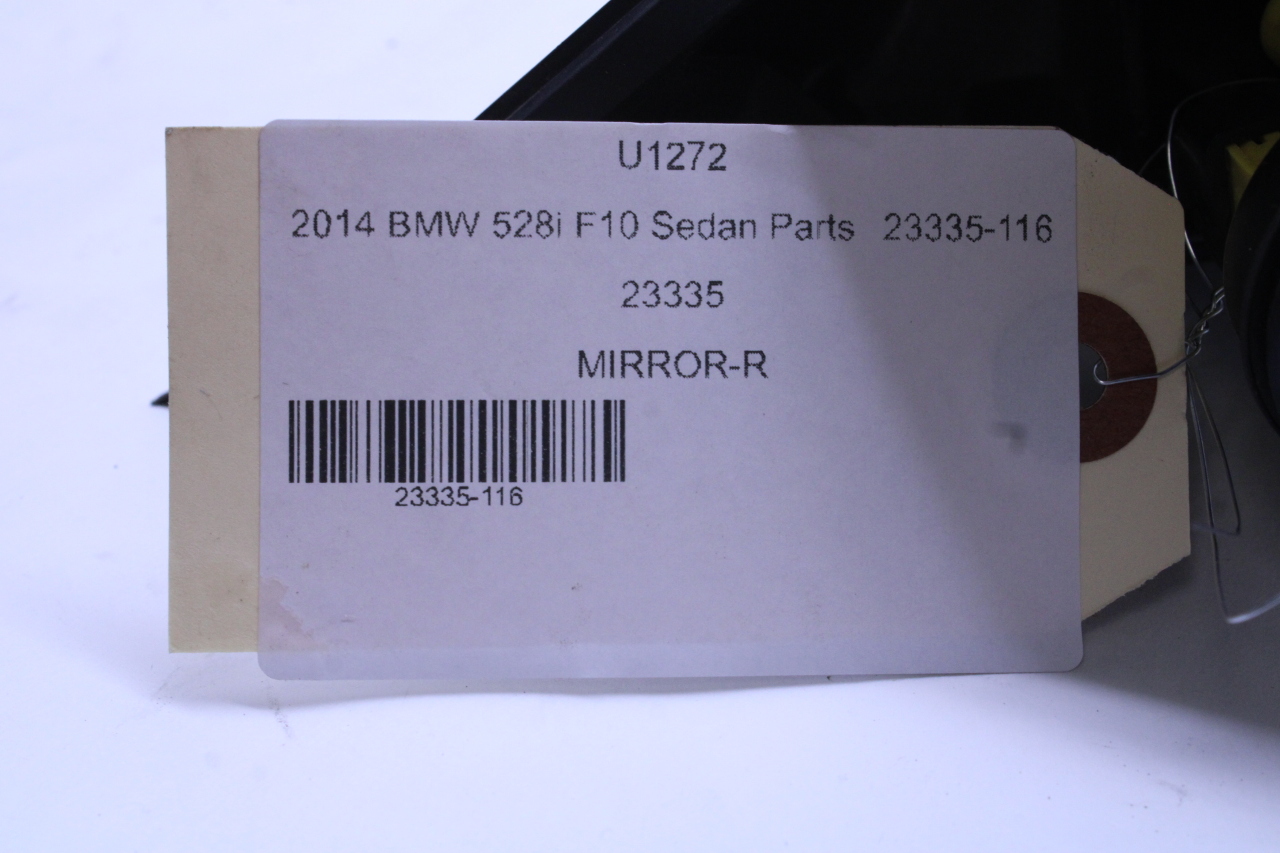 U1272
2014 BMW 528i F10 Sedan Parts 23335-116
23335
MIRROR-R
23335-116